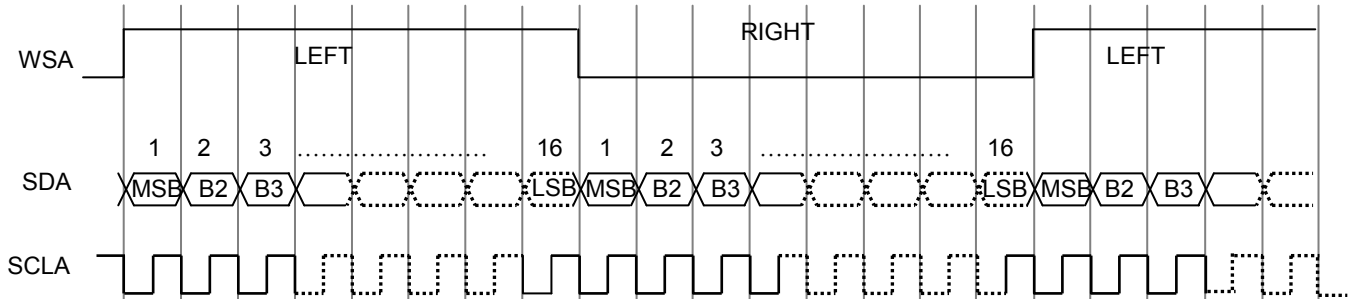 RIGHT
WSA LEFT LEFT
1 2 3 ........................... 16 1 2 3 ........................... 16
SDA MSB B2 B3 LSB MSB B2 B3 LSB MSB B2 B3
SCLA